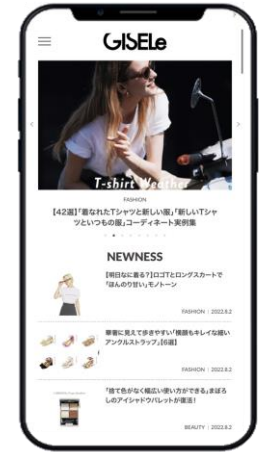 GISELe
T-shirt Weather
FASHION
【42選】「着なれたTシャツと新しい服」「新しいTシャ
ツといつもの服」コーディネート実例集
NEWNESS
【明日なに着る?】ロゴTとロングスカートで
「ほんのり甘い」モノトーン
FASHION | 2022.8.2
華奢に見えて歩きやすい「横顔もキレイな細い
アンクルストラップ」【6選】
FASHION | 2022.8.2
「捨て色がなく幅広い使い方ができる」まぼろ
しのアイシャドウパレットが復活!
BEAUTY | 2022.8.2